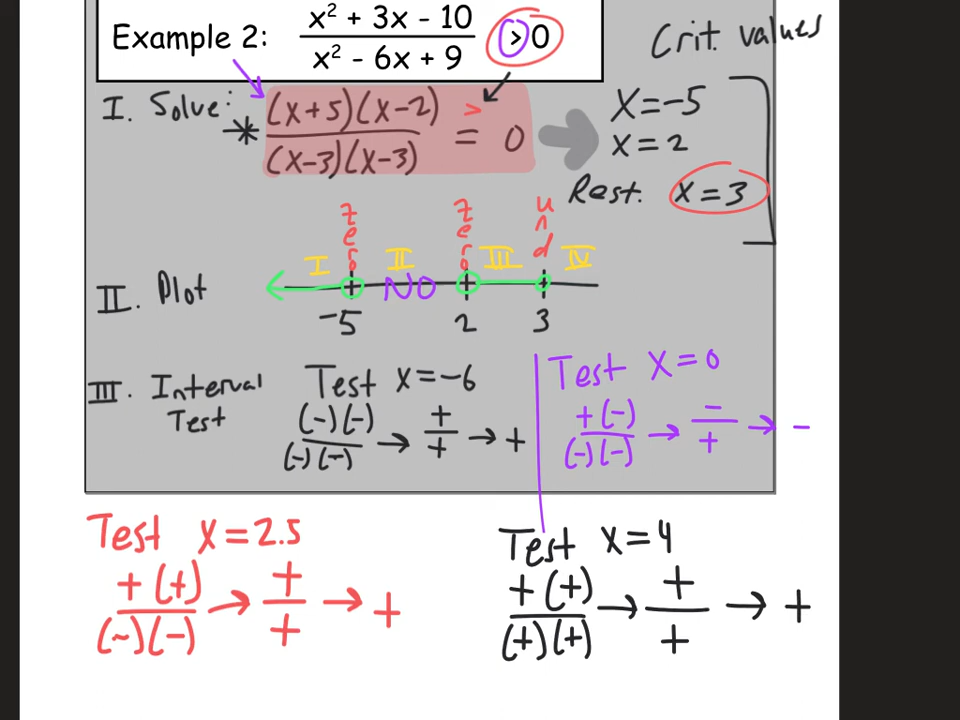 Example 2: x² + 3x - 10 / x² - 6x + 9 > 0
Crit. values
I. Solve: * (x+5)(x-2) / (x-3)(x-3) > = 0
x=-5
x=2
Rest. x=3
zero zero und
I II III IV
II. Plot NO
-5 2 3
III. Interval Test
Test x=-6
(-)(-) / (-)(-) → + / + → +
Test x=0
+(-) / (-)(-) → - / + → -
Test x=2.5
+(+) / (-)(-) → + / + → +
Test x=4
+(+) / (+)(+) → + / + → +